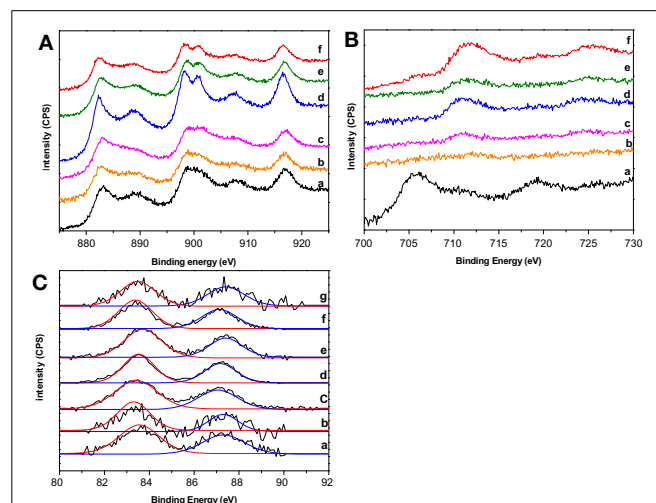 A
f
e
d
c
b
a
intensity (CPS)
880 890 900 910 920
Binding energy (eV)
B
f
e
d
c
b
a
Intensity (CPS)
700 705 710 715 720 725 730
Binding Energy (eV)
C
g
f
e
d
C
b
a
intensity (CPS)
80 82 84 86 88 90 92
Binding Energy (eV)